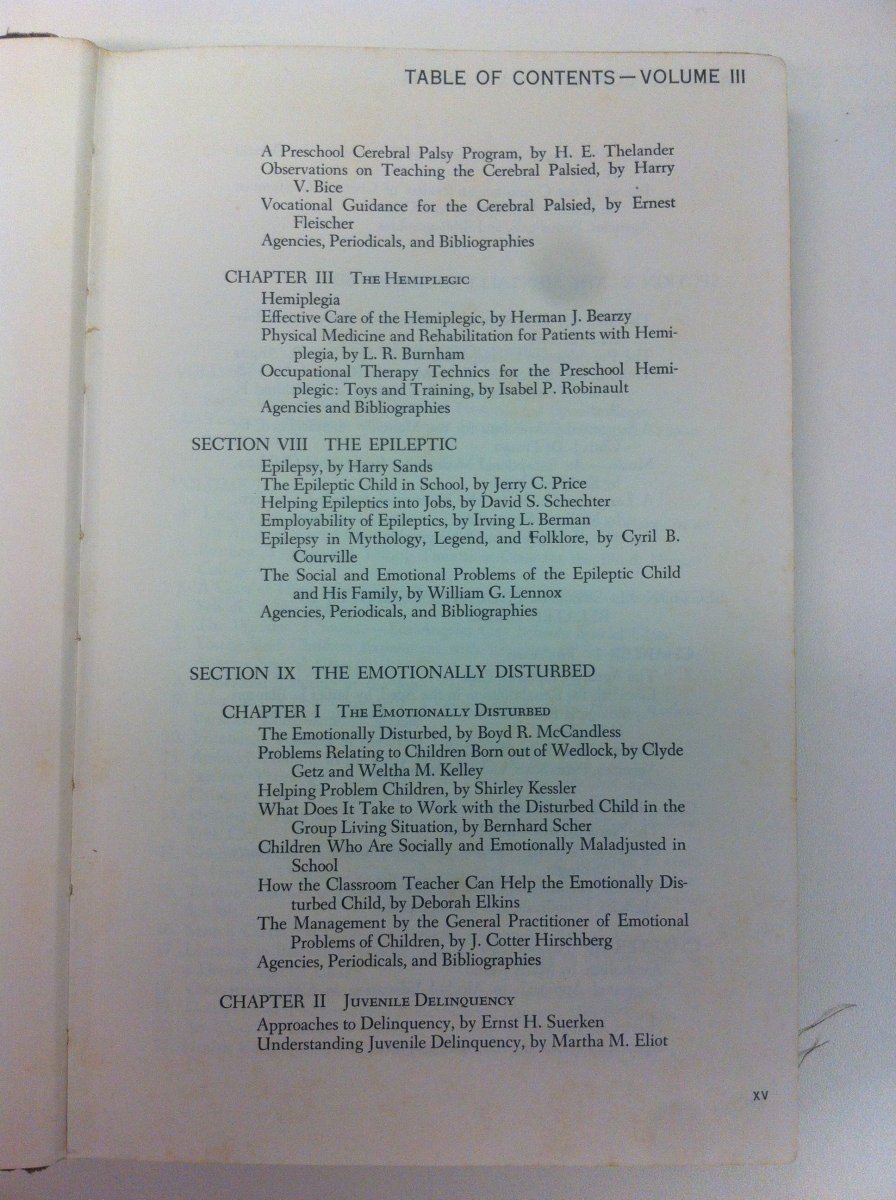 TABLE OF CONTENTS—VOLUME III
A Preschool Cerebral Palsy Program, by H. E. Thelander
Observations on Teaching the Cerebral Palsied, by Harry
V. Bice
Vocational Guidance for the Cerebral Palsied, by Ernest
Fleischer
Agencies, Periodicals, and Bibliographies
CHAPTER III THE HEMIPLEGIC
Hemiplegia
Effective Care of the Hemiplegic, by Herman J. Bearzy
Physical Medicine and Rehabilitation for Patients with Hemi-
plegia, by L. R. Burnham
Occupational Therapy Technics for the Preschool Hemi-
plegic: Toys and Training, by Isabel P. Robinault
Agencies and Bibliographies
SECTION VIII THE EPILEPTIC
Epilepsy, by Harry Sands
The Epileptic Child in School, by Jerry C. Price
Helping Epileptics into Jobs, by David S. Schechter
Employability of Epileptics, by Irving L. Berman
Epilepsy in Mythology, Legend, and Folklore, by Cyril B.
Courville
The Social and Emotional Problems of the Epileptic Child
and His Family, by William G. Lennox
Agencies, Periodicals, and Bibliographies
SECTION IX THE EMOTIONALLY DISTURBED
CHAPTER I THE EMOTIONALLY DISTURBED
The Emotionally Disturbed, by Boyd R. McCandless
Problems Relating to Children Born out of Wedlock, by Clyde
Getz and Weltha M. Kelley
Helping Problem Children, by Shirley Kessler
What Does It Take to Work with the Disturbed Child in the
Group Living Situation, by Bernhard Scher
Children Who Are Socially and Emotionally Maladjusted in
School
How the Classroom Teacher Can Help the Emotionally Dis-
turbed Child, by Deborah Elkins
The Management by the General Practitioner of Emotional
Problems of Children, by J. Cotter Hirschberg
Agencies, Periodicals, and Bibliographies
CHAPTER II JUVENILE DELINQUENCY
Approaches to Delinquency, by Ernst H. Suerken
Understanding Juvenile Delinquency, by Martha M. Eliot
xv